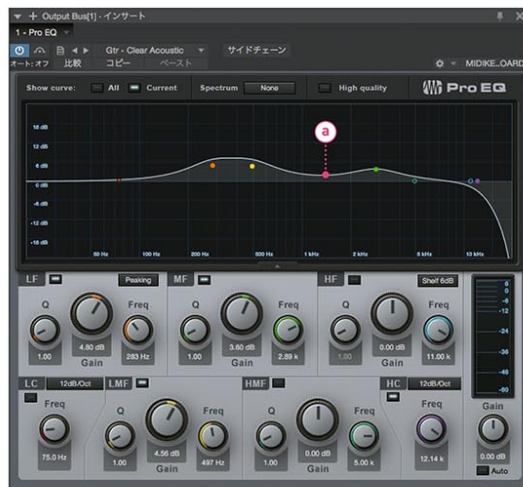 Output Bus[1] - インサート
1 - Pro EQ
Gtr - Clear Acoustic サイドチェーン
オート: オフ 比較 コピー ペースト MIDIKE..OARD
Show curve: All Current Spectrum None High quality Pro EQ
a
18 dB
12 dB
6 dB
0 dB
-6 dB
-12 dB
-18 dB
50 Hz 100 Hz 200 Hz 500 Hz 1 kHz 2 kHz 5 kHz 10 kHz
LF Peaking MF HF Shelf 6dB
Q Freq Q Freq Q Freq
1.00 4.80 dB 283 Hz 1.00 3.60 dB 2.89 k 1.00 0.00 dB 11.00 k
Gain Gain Gain
6
0
-6
-12
-24
-36
-48
-60
LC 12dB/Oct LMF HMF HC 12dB/Oct
Freq Q Freq Q Freq Freq Gain
75.0 Hz 1.00 4.56 dB 497 Hz 1.00 0.00 dB 5.00 k 12.14 k 0.00 dB
Gain Gain Auto